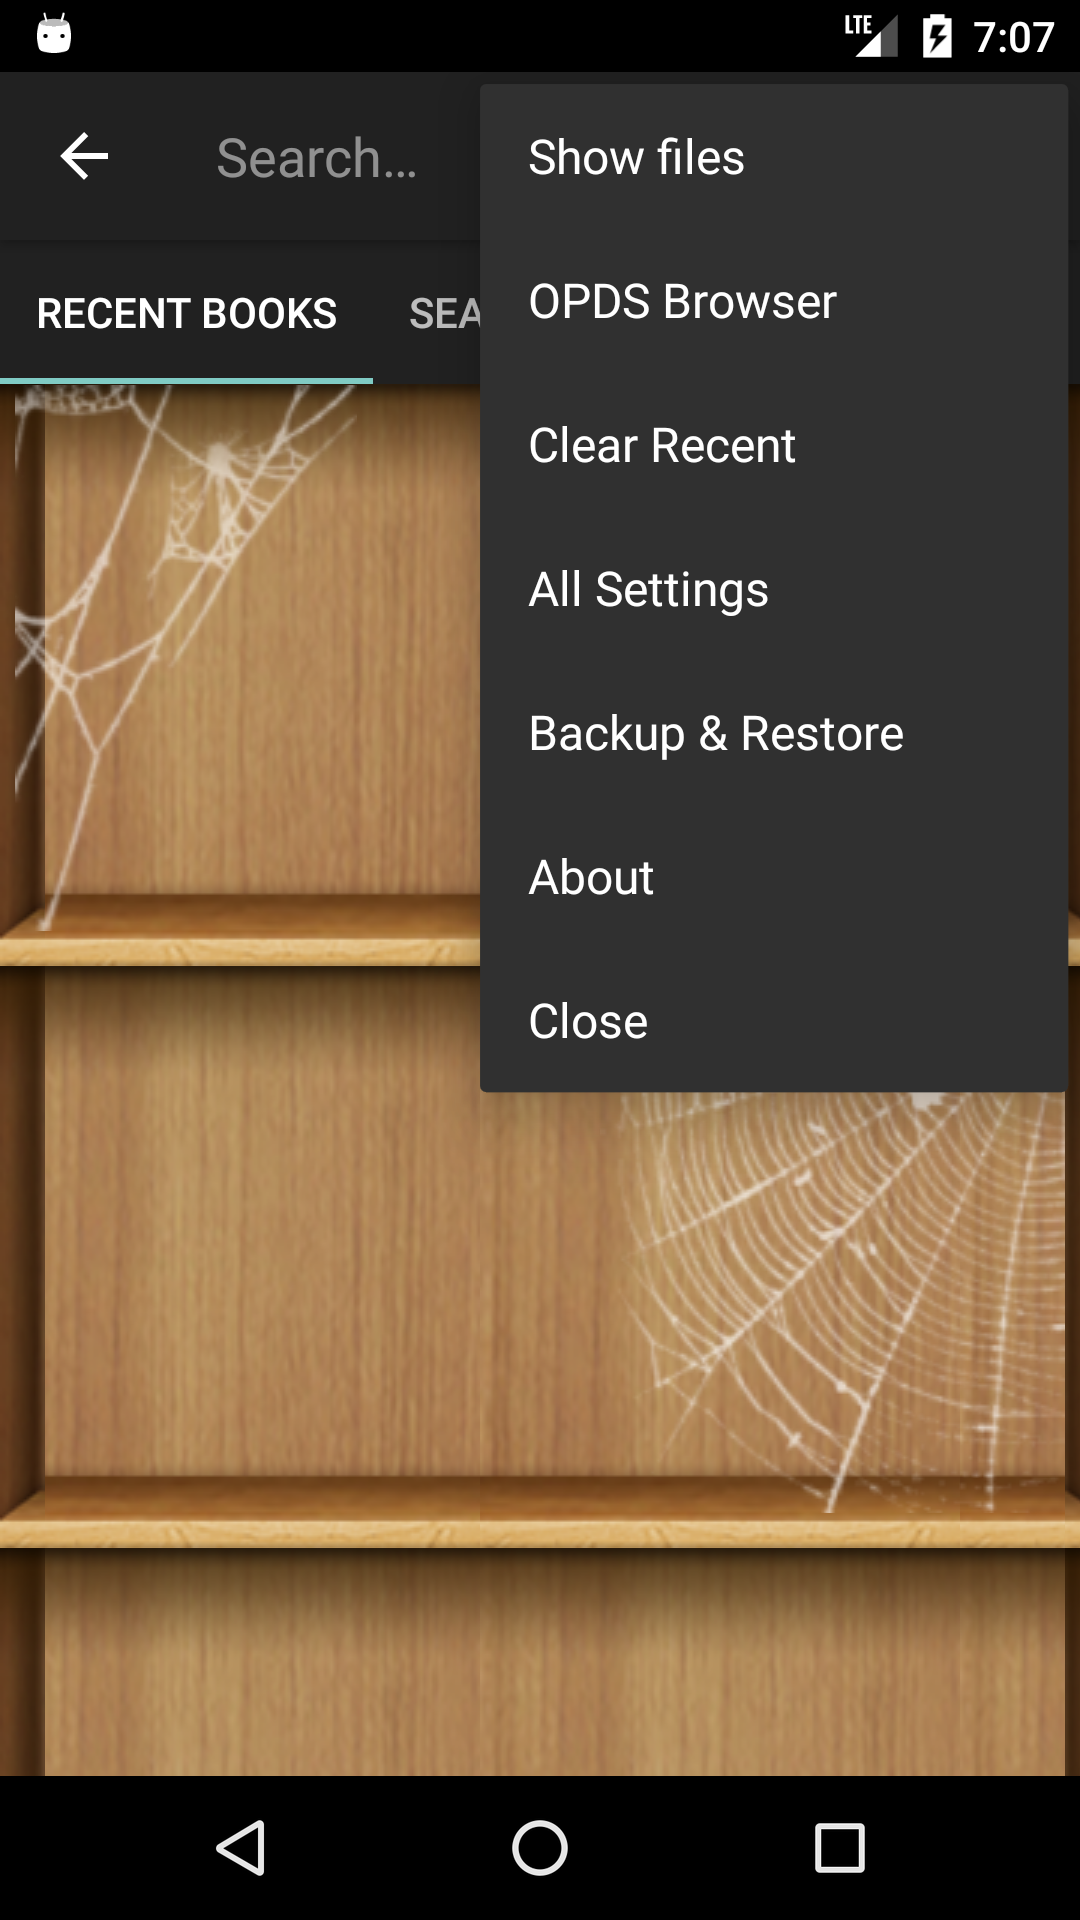 LTE 7:07
Search...
Show files
RECENT BOOKS
SEA
OPDS Browser
Clear Recent
All Settings
Backup & Restore
About
Close